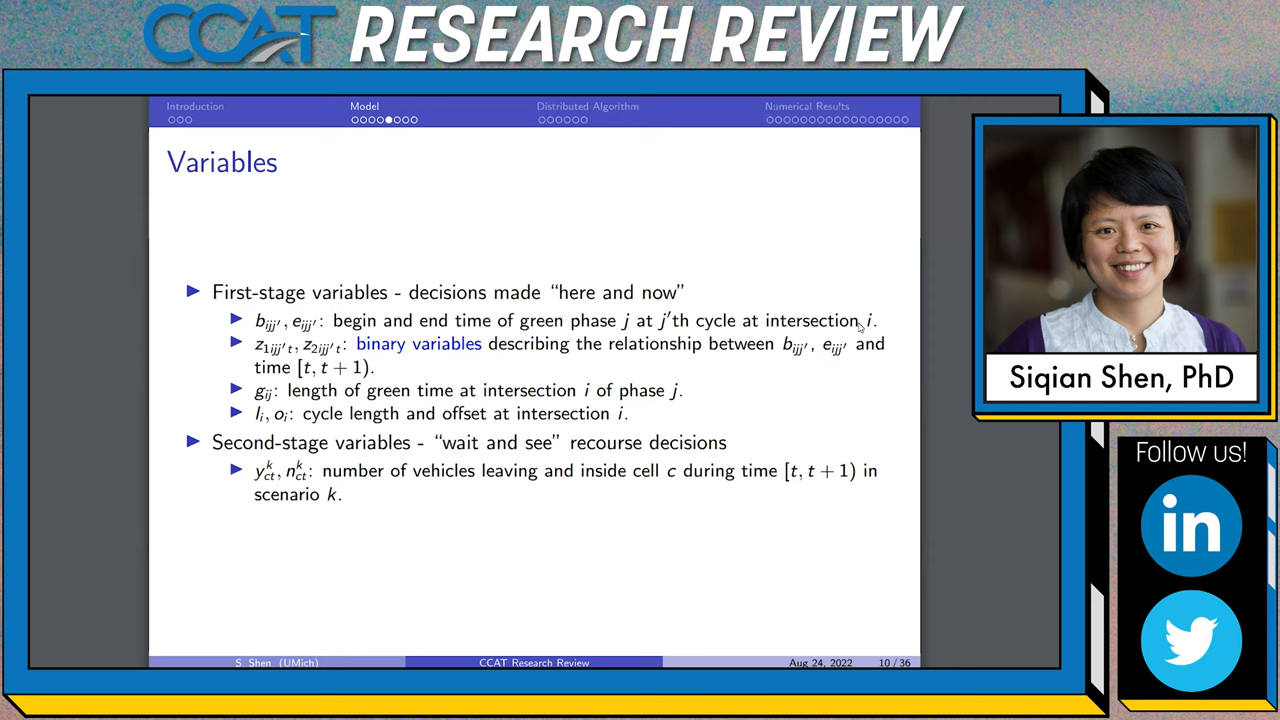 CCAT RESEARCH REVIEW
Introduction Model Distributed Algorithm Numerical Results
Variables
▶ First-stage variables - decisions made “here and now”
▶ b_{ijj'}, e_{ijj'}: begin and end time of green phase j at j'th cycle at intersection i.
▶ z_{1ijj't}, z_{2ijj't}: binary variables describing the relationship between b_{ijj'}, e_{ijj'} and
time [t, t + 1).
▶ g_{ij}: length of green time at intersection i of phase j.
▶ l_i, o_i: cycle length and offset at intersection i.
▶ Second-stage variables - “wait and see” recourse decisions
▶ y^k_{ct}, n^k_{ct}: number of vehicles leaving and inside cell c during time [t, t + 1) in
scenario k.
S. Shen (UMich) CCAT Research Review Aug 24, 2022 10 / 36
Siqian Shen, PhD
Follow us!
in